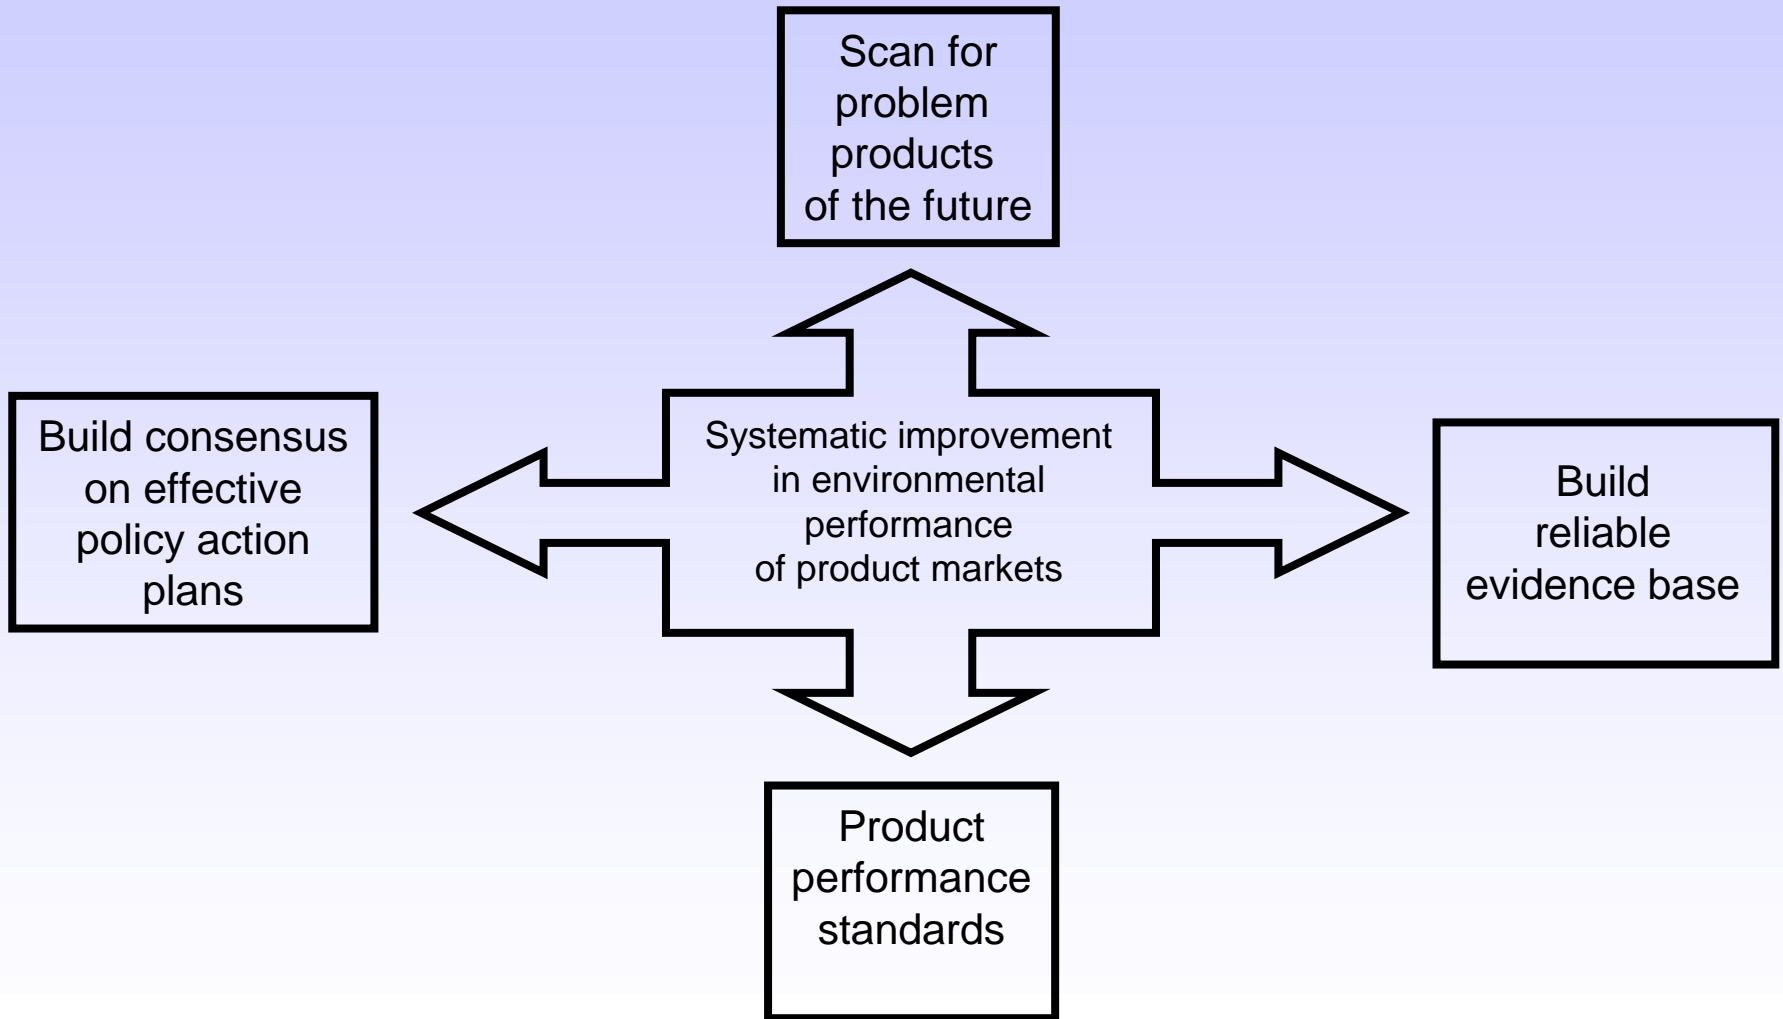 Scan for
problem
products
of the future
Build consensus
on effective
policy action
plans
Systematic improvement
in environmental
performance
of product markets
Build
reliable
evidence base
Product
performance
standards